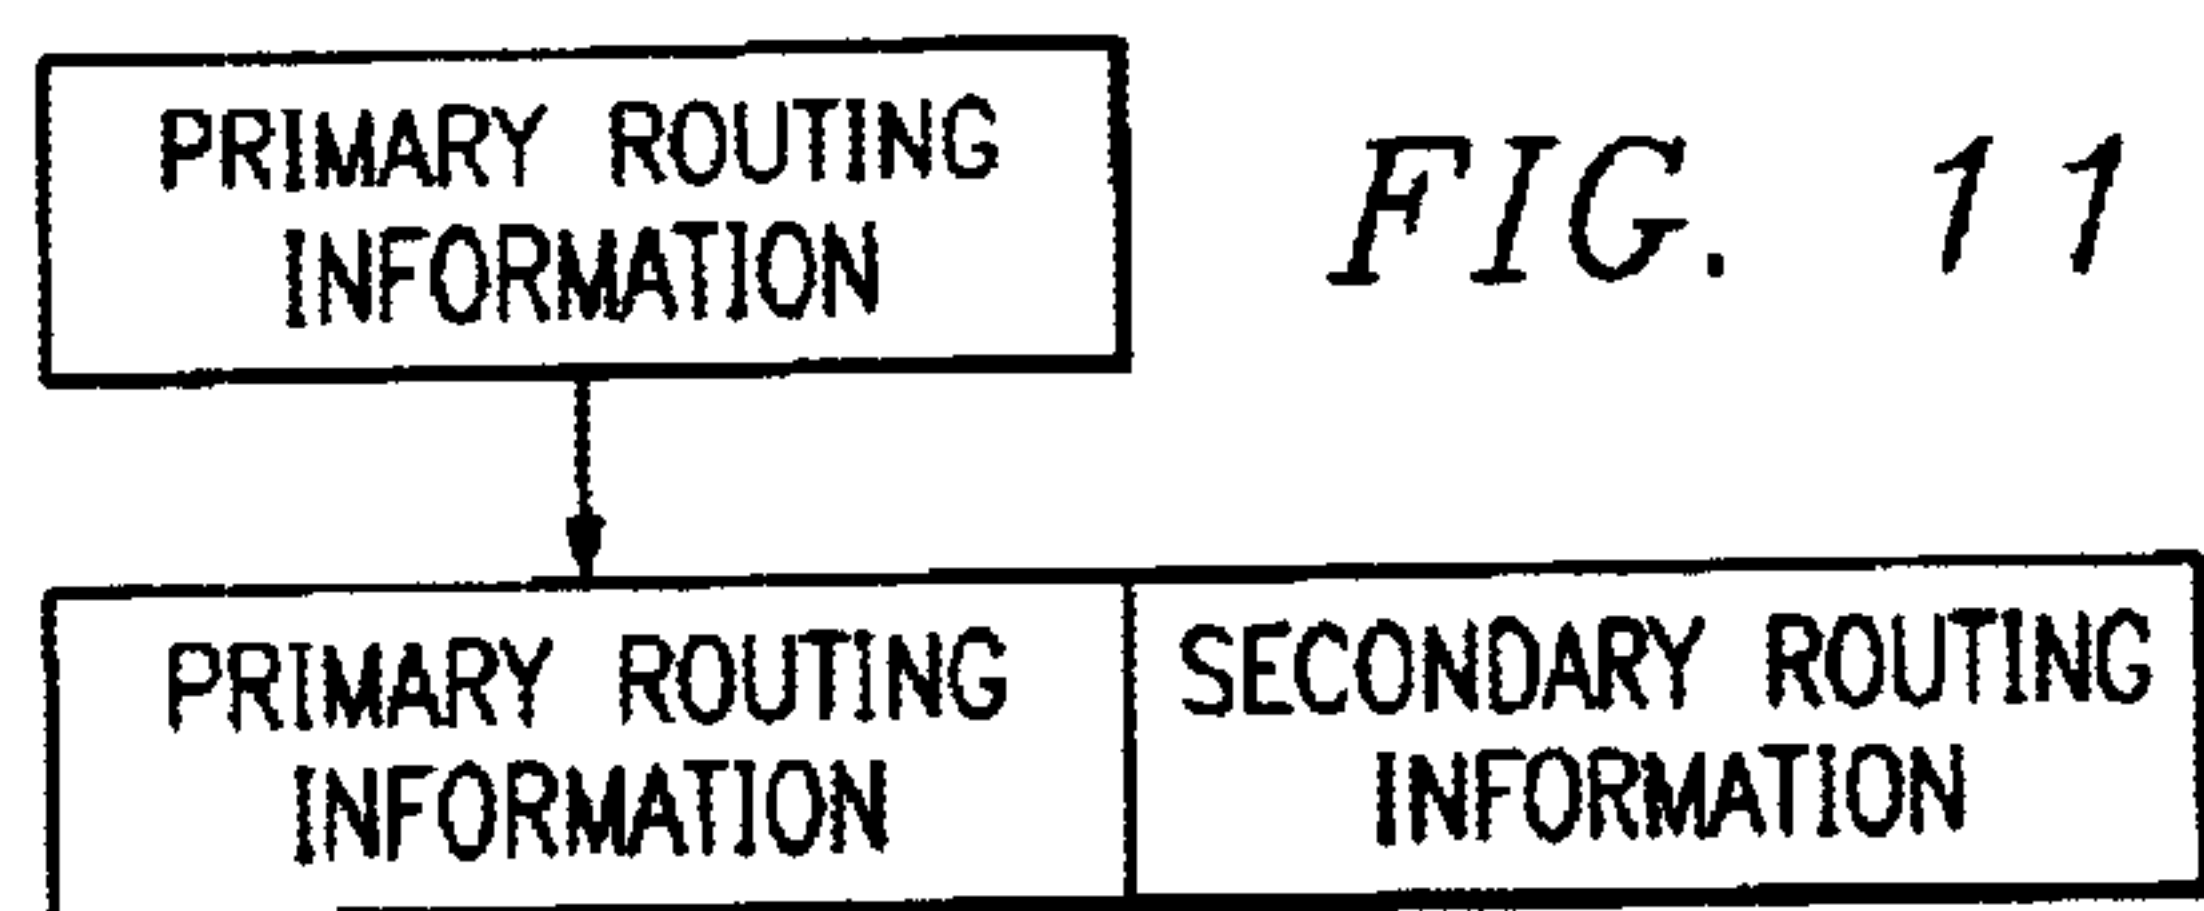 PRIMARY ROUTING
INFORMATION
FIG. 11
PRIMARY ROUTING
INFORMATION
SECONDARY ROUTING
INFORMATION